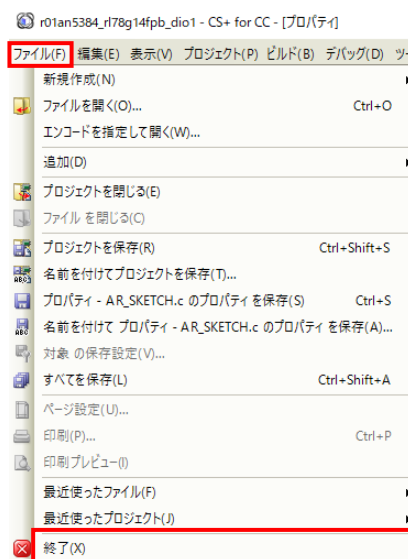 r01an5384_rl78g14fpb_dio1 - CS+ for CC - [プロパティ]
ファイル(F) 編集(E) 表示(V) プロジェクト(P) ビルド(B) デバッグ(D) ツー
新規作成(N)
ファイルを開く(O)... Ctrl+O
エンコードを指定して開く(W)...
追加(D)
プロジェクトを閉じる(E)
ファイル を閉じる(C)
プロジェクトを保存(R) Ctrl+Shift+S
名前を付けてプロジェクトを保存(T)...
プロパティ - AR_SKETCH.c のプロパティ を保存(S) Ctrl+S
名前を付けて プロパティ - AR_SKETCH.c のプロパティ を保存(A)...
対象 の保存設定(V)...
すべてを保存(L) Ctrl+Shift+A
ページ設定(U)...
印刷(P)... Ctrl+P
印刷プレビュー(I)
最近使ったファイル(F)
最近使ったプロジェクト(J)
終了(X)